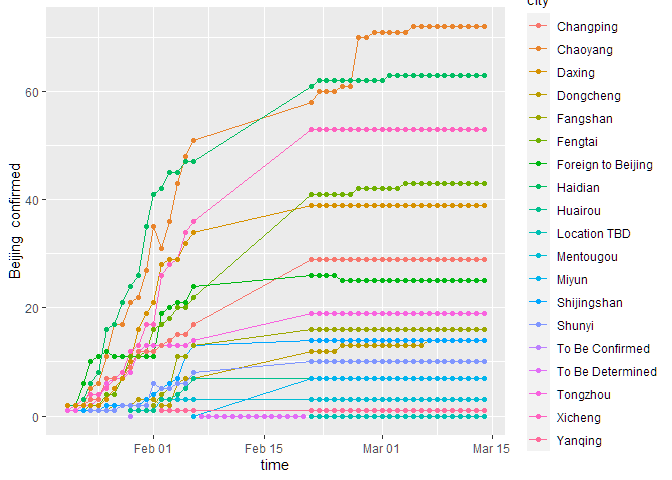 city
Changping
Chaoyang
Daxing
Dongcheng
Fangshan
Fengtai
Foreign to Beijing
Haidian
Huairou
Location TBD
Mentougou
Miyun
Shijingshan
Shunyi
To Be Confirmed
To Be Determined
Tongzhou
Xicheng
Yanqing
Beijing confirmed
60
40
20
0
Feb 01
Feb 15
Mar 01
Mar 15
time